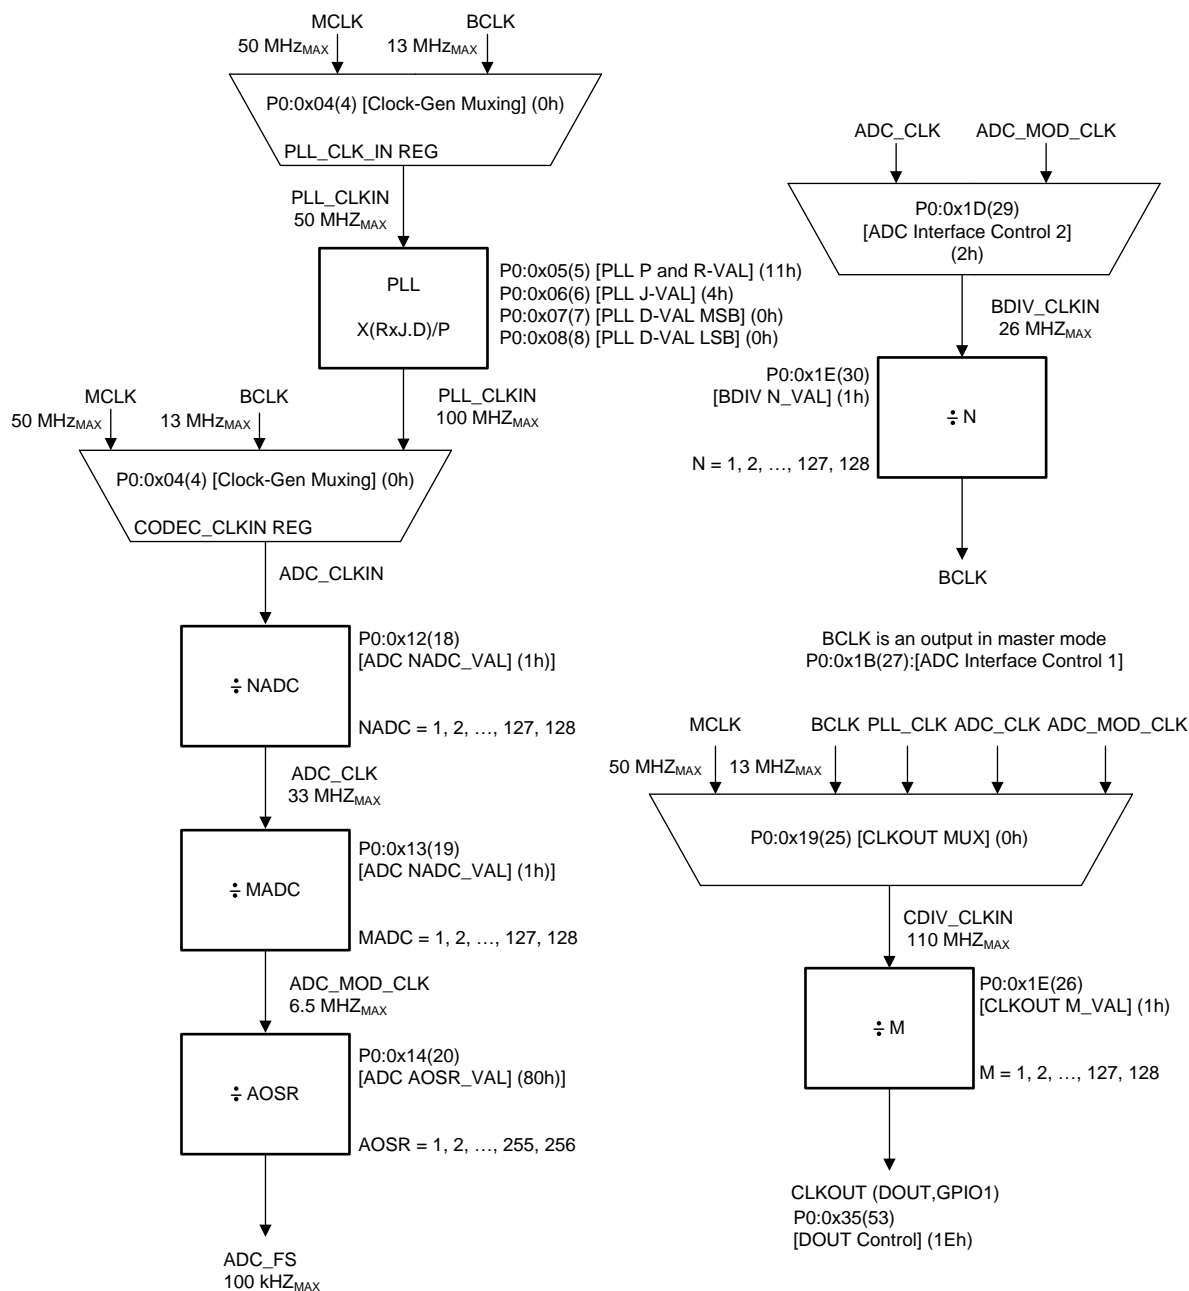 MCLK
50 MHzMAX
BCLK
13 MHzMAX
P0:0x04(4) [Clock-Gen Muxing] (0h)
PLL_CLK_IN REG
PLL_CLKIN
50 MHZMAX
PLL
X(RxJ.D)/P
P0:0x05(5) [PLL P and R-VAL] (11h)
P0:0x06(6) [PLL J-VAL] (4h)
P0:0x07(7) [PLL D-VAL MSB] (0h)
P0:0x08(8) [PLL D-VAL LSB] (0h)
MCLK
50 MHzMAX
BCLK
13 MHzMAX
PLL_CLKIN
100 MHZMAX
P0:0x04(4) [Clock-Gen Muxing] (0h)
CODEC_CLKIN REG
ADC_CLKIN
÷ NADC
P0:0x12(18)
[ADC NADC_VAL] (1h)]
NADC = 1, 2, …, 127, 128
ADC_CLK
33 MHZMAX
÷ MADC
P0:0x13(19)
[ADC NADC_VAL] (1h)]
MADC = 1, 2, …, 127, 128
ADC_MOD_CLK
6.5 MHZMAX
÷ AOSR
P0:0x14(20)
[ADC AOSR_VAL] (80h)]
AOSR = 1, 2, …, 255, 256
ADC_FS
100 kHZMAX
ADC_CLK
ADC_MOD_CLK
P0:0x1D(29)
[ADC Interface Control 2]
(2h)
BDIV_CLKIN
26 MHZMAX
P0:0x1E(30)
[BDIV N_VAL] (1h)
÷ N
N = 1, 2, …, 127, 128
BCLK
BCLK is an output in master mode
P0:0x1B(27):[ADC Interface Control 1]
MCLK
BCLK
PLL_CLK
ADC_CLK
ADC_MOD_CLK
50 MHZMAX
13 MHZMAX
P0:0x19(25) [CLKOUT MUX] (0h)
CDIV_CLKIN
110 MHZMAX
÷ M
P0:0x1E(26)
[CLKOUT M_VAL] (1h)
M = 1, 2, …, 127, 128
CLKOUT (DOUT,GPIO1)
P0:0x35(53)
[DOUT Control] (1Eh)